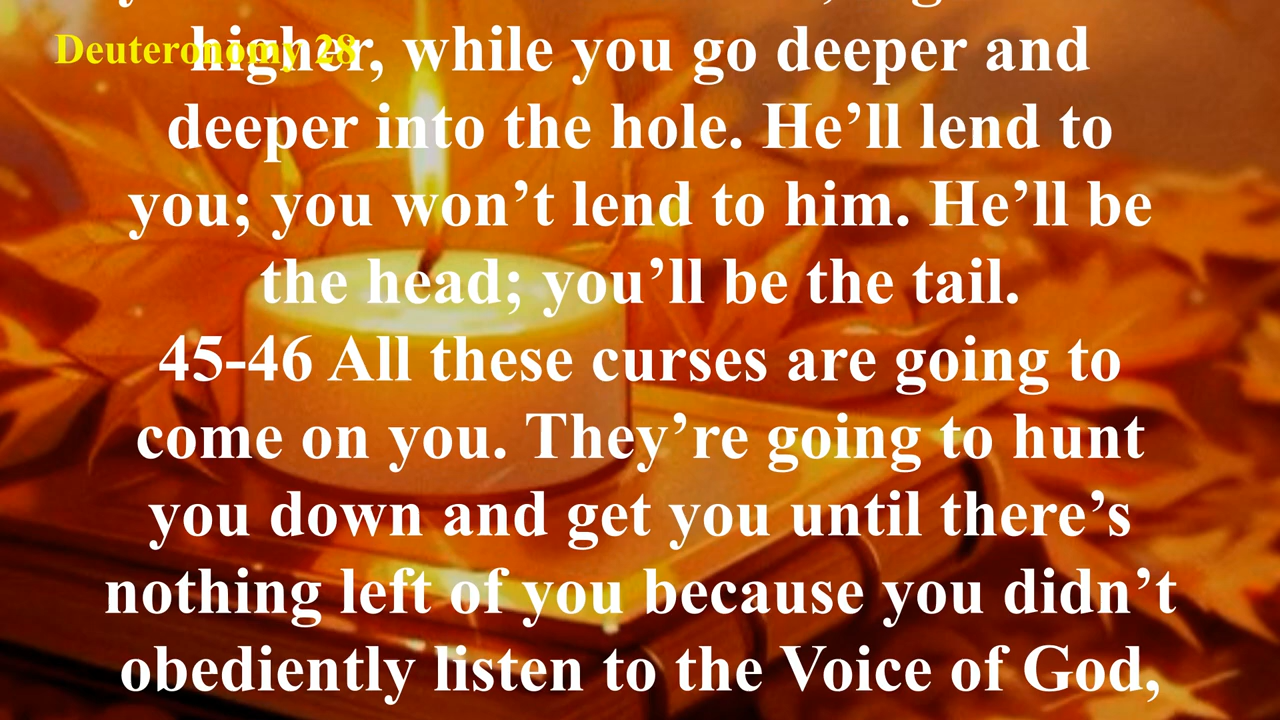 Deuteronomy 28
higher, while you go deeper and
deeper into the hole. He’ll lend to
you; you won’t lend to him. He’ll be
the head; you’ll be the tail.
45-46 All these curses are going to
come on you. They’re going to hunt
you down and get you until there’s
nothing left of you because you didn’t
obediently listen to the Voice of God,